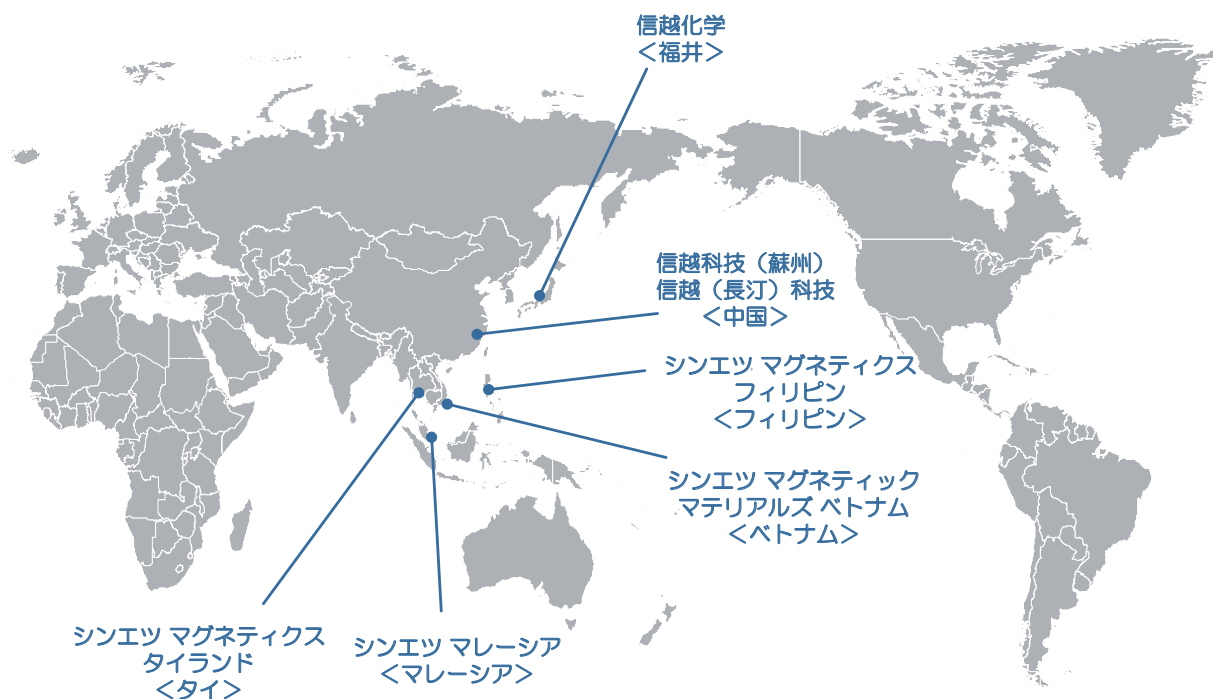 信越化学
<福井>
信越科技（蘇州）
信越（長汀）科技
<中国>
シンエツ マグネティクス
フィリピン
<フィリピン>
シンエツ マグネティック
マテリアルズ ベトナム
<ベトナム>
シンエツ マグネティクス
タイランド
<タイ>
シンエツ マレーシア
<マレーシア>